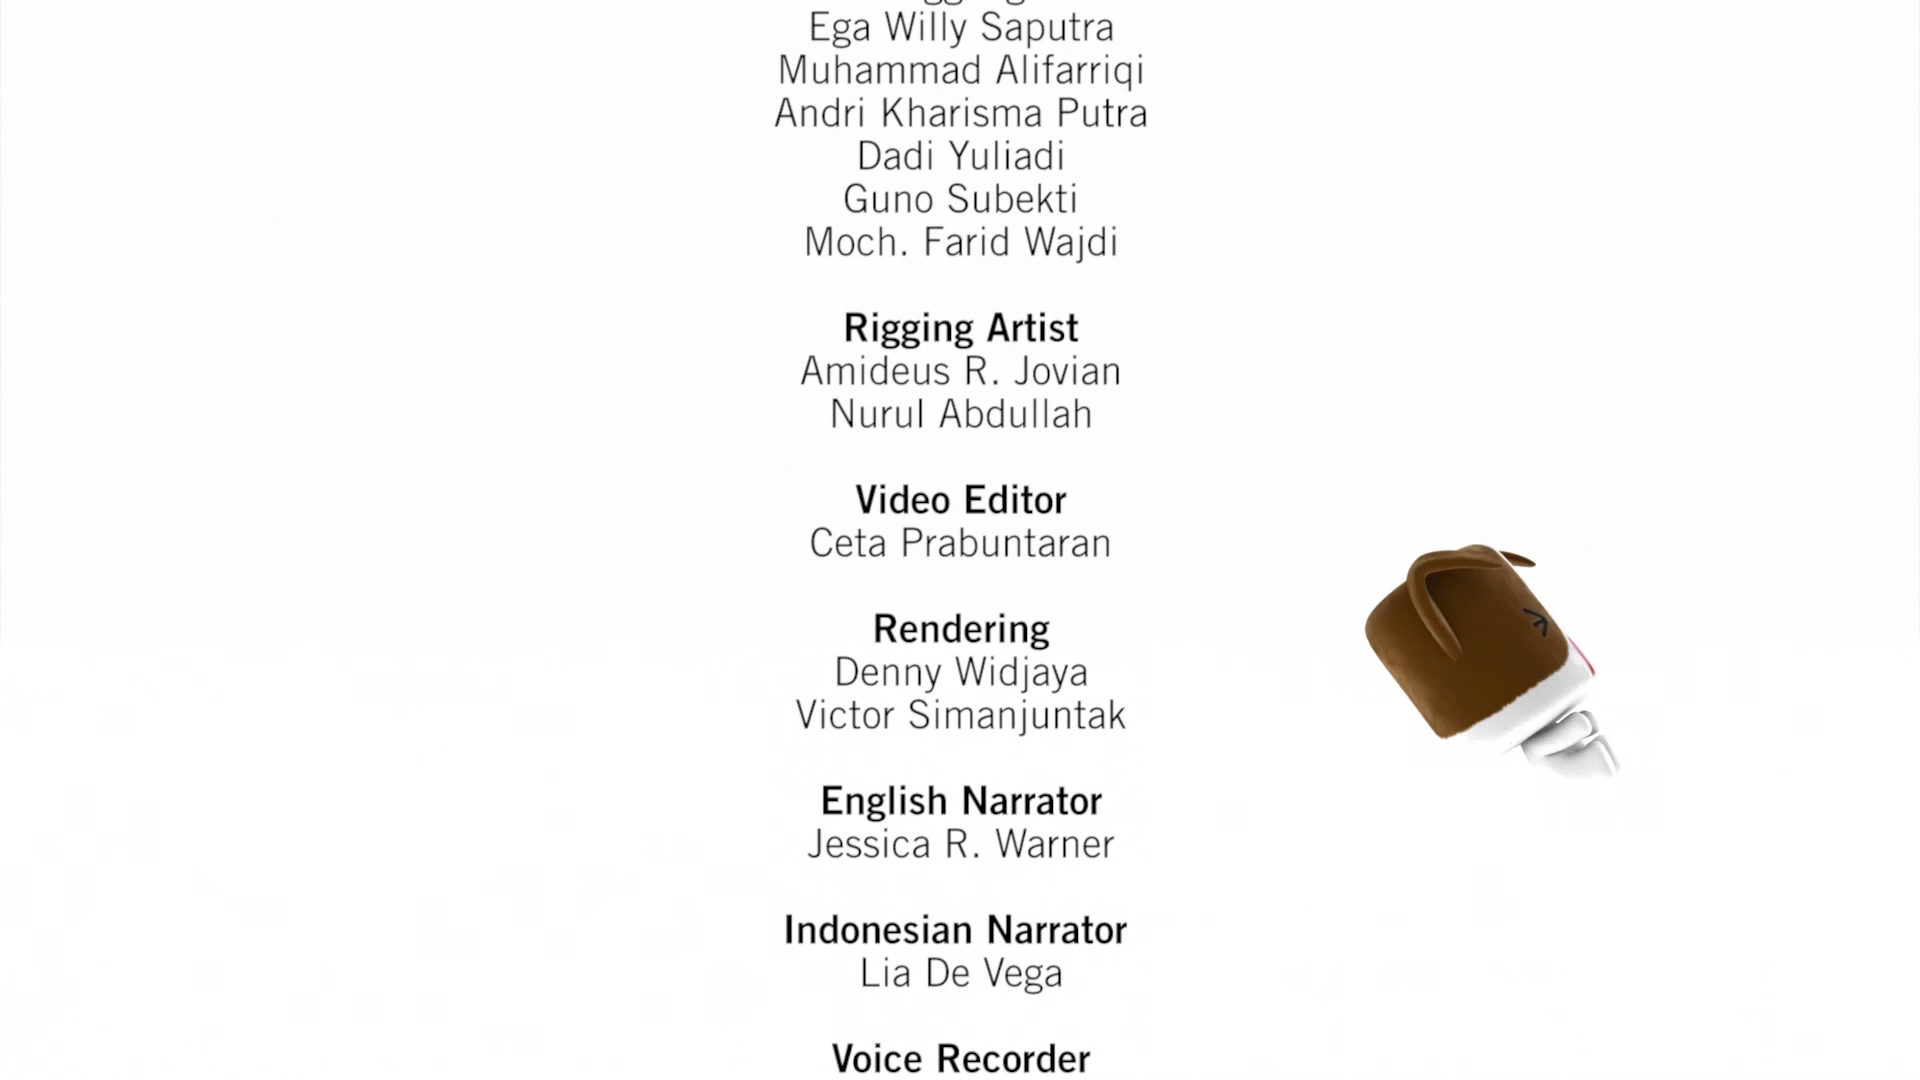 Ega Willy Saputra
Muhammad Alifarriqi
Andri Kharisma Putra
Dadi Yuliadi
Guno Subekti
Moch. Farid Wajdi
Rigging Artist
Amideus R. Jovian
Nurul Abdullah
Video Editor
Ceta Prabuntaran
Rendering
Denny Widjaya
Victor Simanjuntak
English Narrator
Jessica R. Warner
Indonesian Narrator
Lia De Vega
Voice Recorder